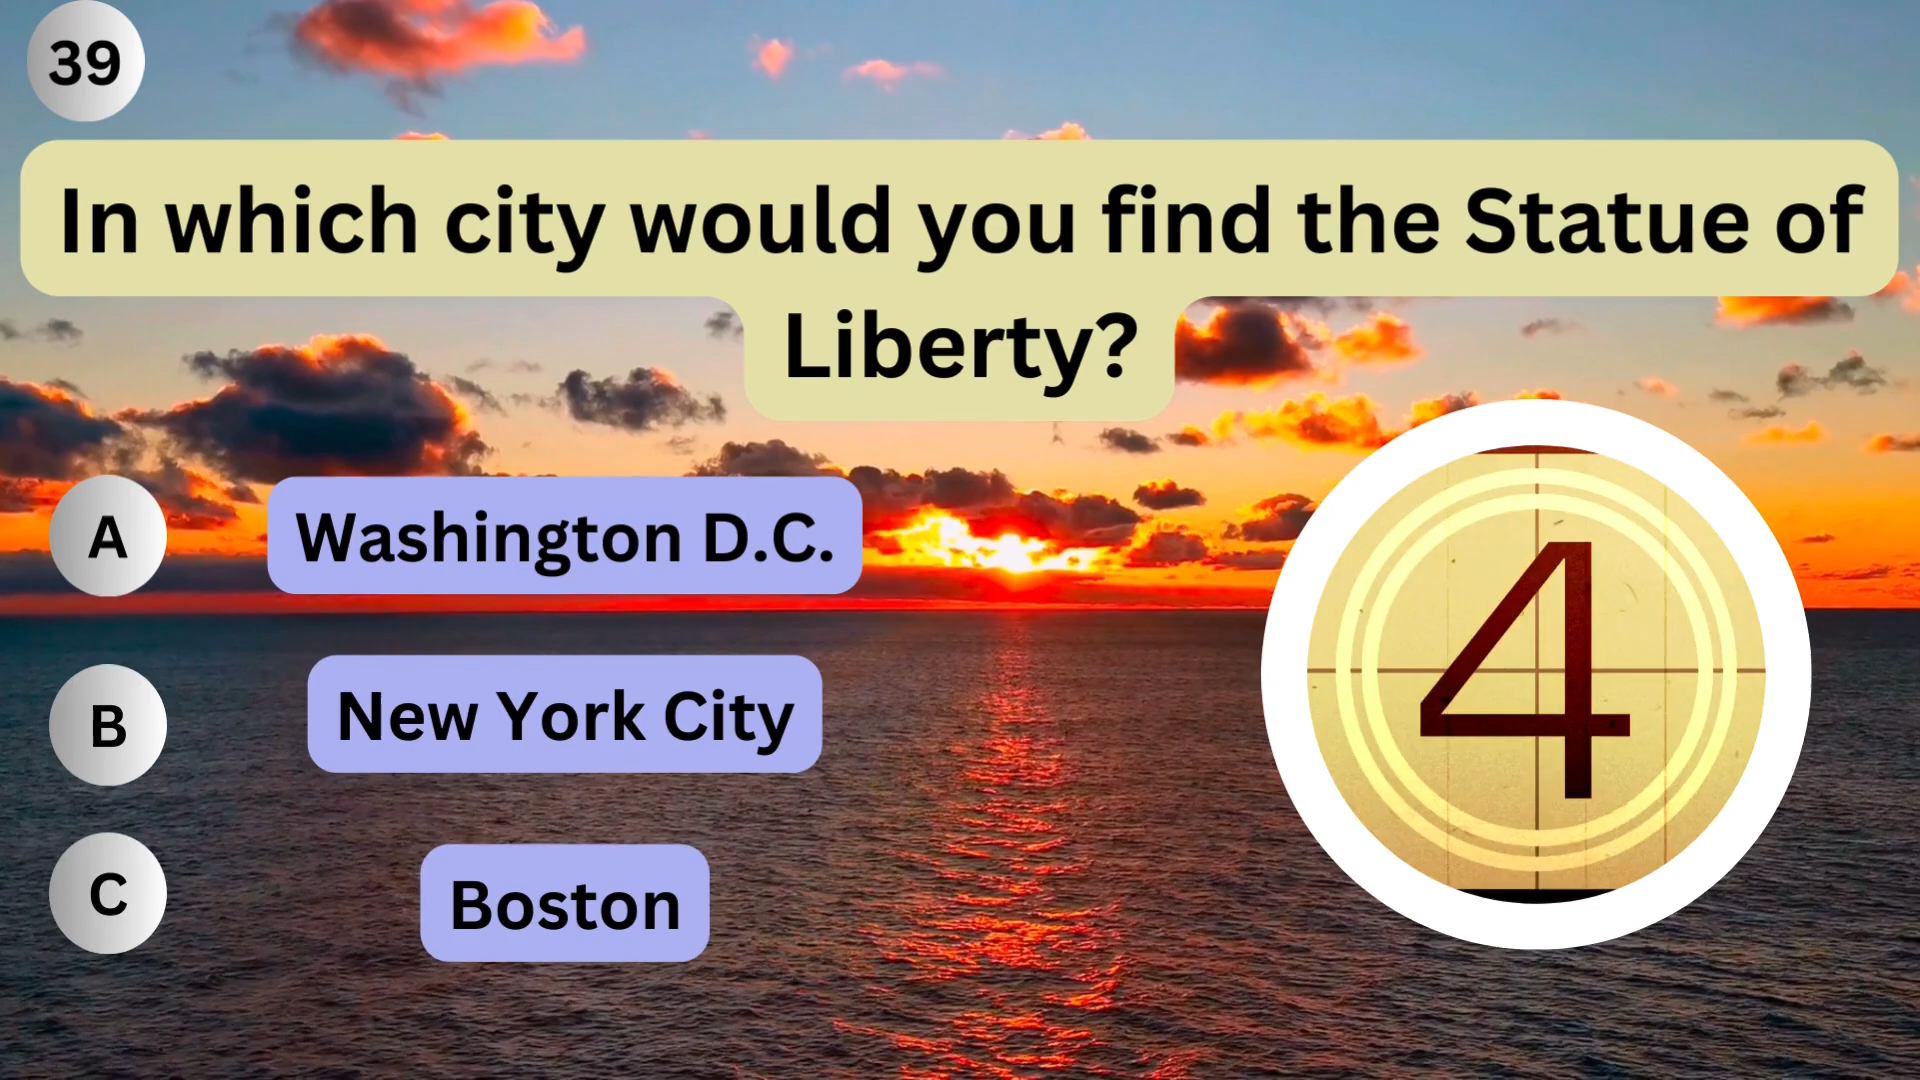 39
In which city would you find the Statue of
Liberty?
A
Washington D.C.
B
New York City
C
Boston
4